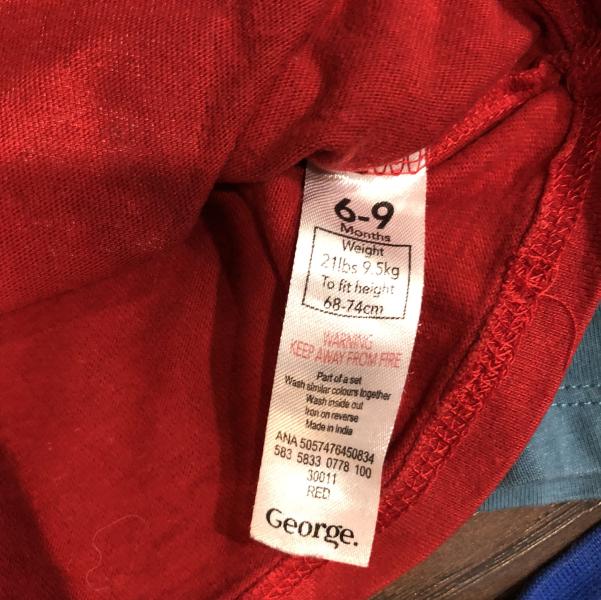 6-9
Months
Weight
21lbs 9.5kg
To fit height
68-74cm
WARNING
KEEP AWAY FROM FIRE
Part of a set
Wash similar colours together
Wash inside out
Iron on reverse
Made in India
ANA 5057476450834
583 5833 0778 100
30011
RED
George.